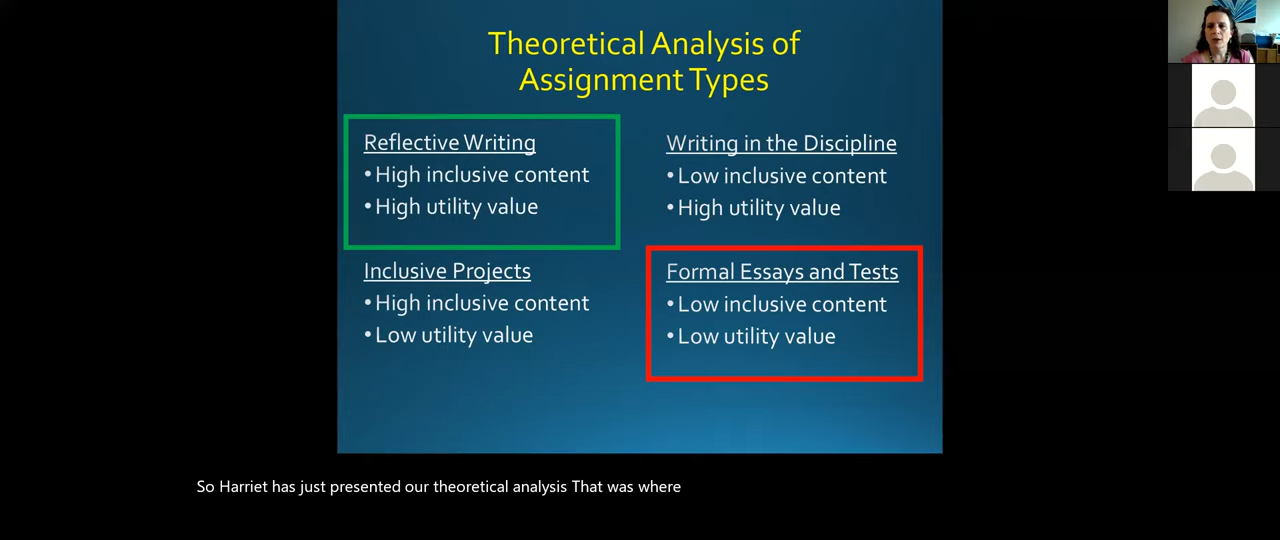 Theoretical Analysis of
Assignment Types
Reflective Writing
•High inclusive content
•High utility value
Writing in the Discipline
•Low inclusive content
•High utility value
Inclusive Projects
•High inclusive content
•Low utility value
Formal Essays and Tests
•Low inclusive content
•Low utility value
So Harriet has just presented our theoretical analysis That was where